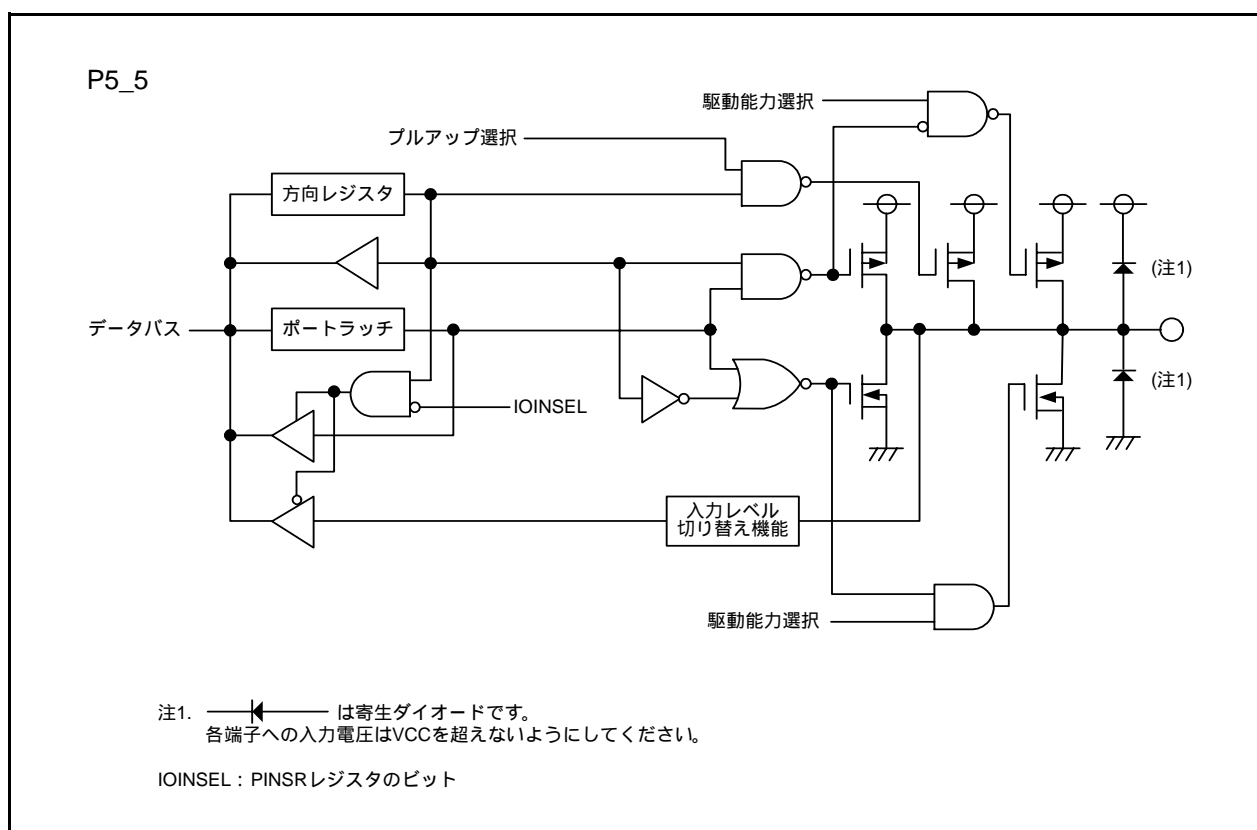 P5_5
駆動能力選択
プルアップ選択
方向レジスタ
(注1)
データバス
ポートラッチ
(注1)
IOINSEL
入力レベル
切り替え機能
駆動能力選択
注1. は寄生ダイオードです。
各端子への入力電圧はVCCを超えないようにしてください。
IOINSEL：PINSRレジスタのビット